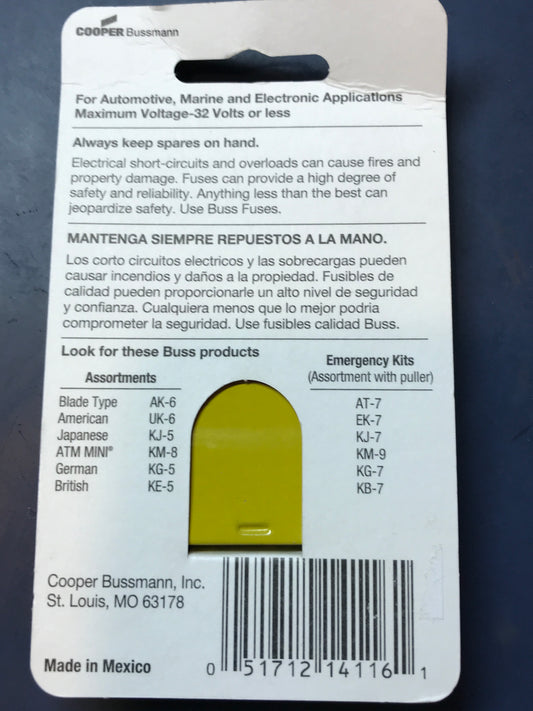 COOPER Bussmann
For Automotive, Marine and Electronic Applications
Maximum Voltage-32 Volts or less
Always keep spares on hand.
Electrical short-circuits and overloads can cause fires and
property damage. Fuses can provide a high degree of
safety and reliability. Anything less than the best can
jeopardize safety. Use Buss Fuses.
MANTENGA SIEMPRE REPUESTOS A LA MANO.
Los corto circuitos electricos y las sobrecargas pueden
causar incendios y daños a la propiedad. Fusibles de
calidad pueden proporcionarle un alto nivel de seguridad
y confianza. Cualquiera menos que lo mejor podria
comprometer la seguridad. Use fusibles calidad Buss.
Look for these Buss products
Emergency Kits
Assortments (Assortment with puller)
Blade Type AK-6 AT-7
American UK-6 EK-7
Japanese KJ-5 KJ-7
ATM MINI® KM-8 KM-9
German KG-5 KG-7
British KE-5 KB-7
Cooper Bussmann, Inc.
St. Louis, MO 63178
Made in Mexico
0 51712 14116 1